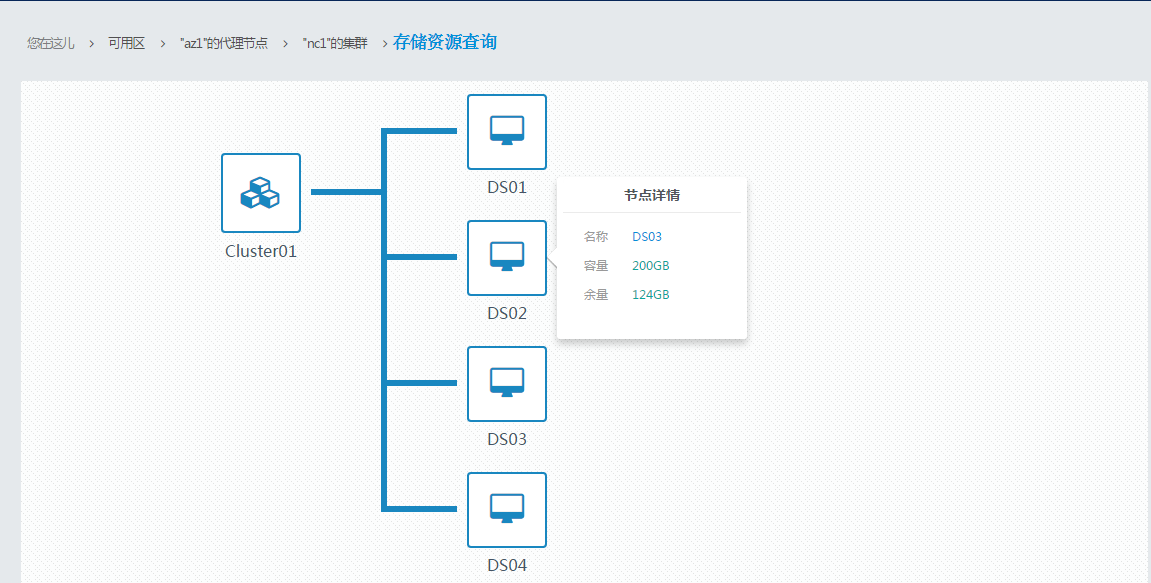 您在这儿 > 可用区 > "az1"的代理节点 > "nc1"的集群 > 存储资源查询
DS01
Cluster01
节点详情
名称 DS03
容量 200GB
余量 124GB
DS02
DS03
DS04